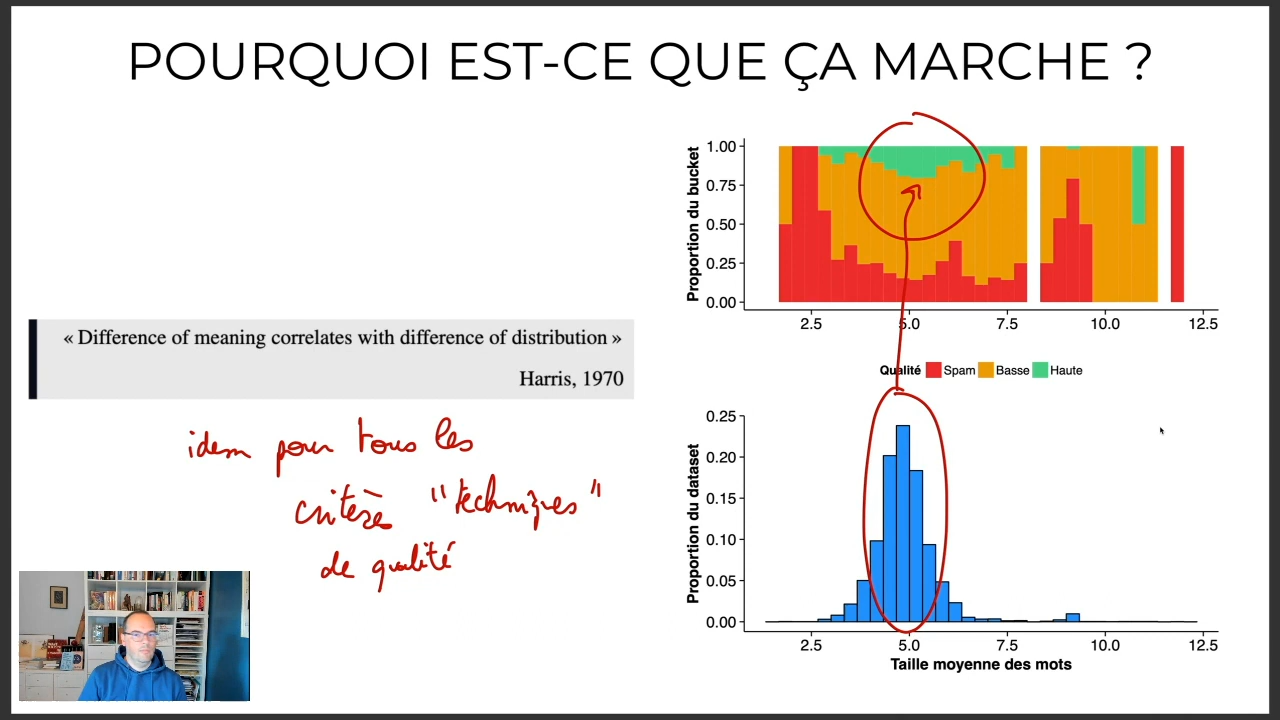 POURQUOI EST-CE QUE ÇA MARCHE ?
« Difference of meaning correlates with difference of distribution »
Harris, 1970
idem pour tous les
critères "techniques"
de qualité
Proportion du bucket
1.00
0.75
0.50
0.25
0.00
2.5 5.0 7.5 10.0 12.5
Qualité Spam Basse Haute
Proportion du dataset
0.25
0.20
0.15
0.10
0.05
0.00
2.5 5.0 7.5 10.0 12.5
Taille moyenne des mots